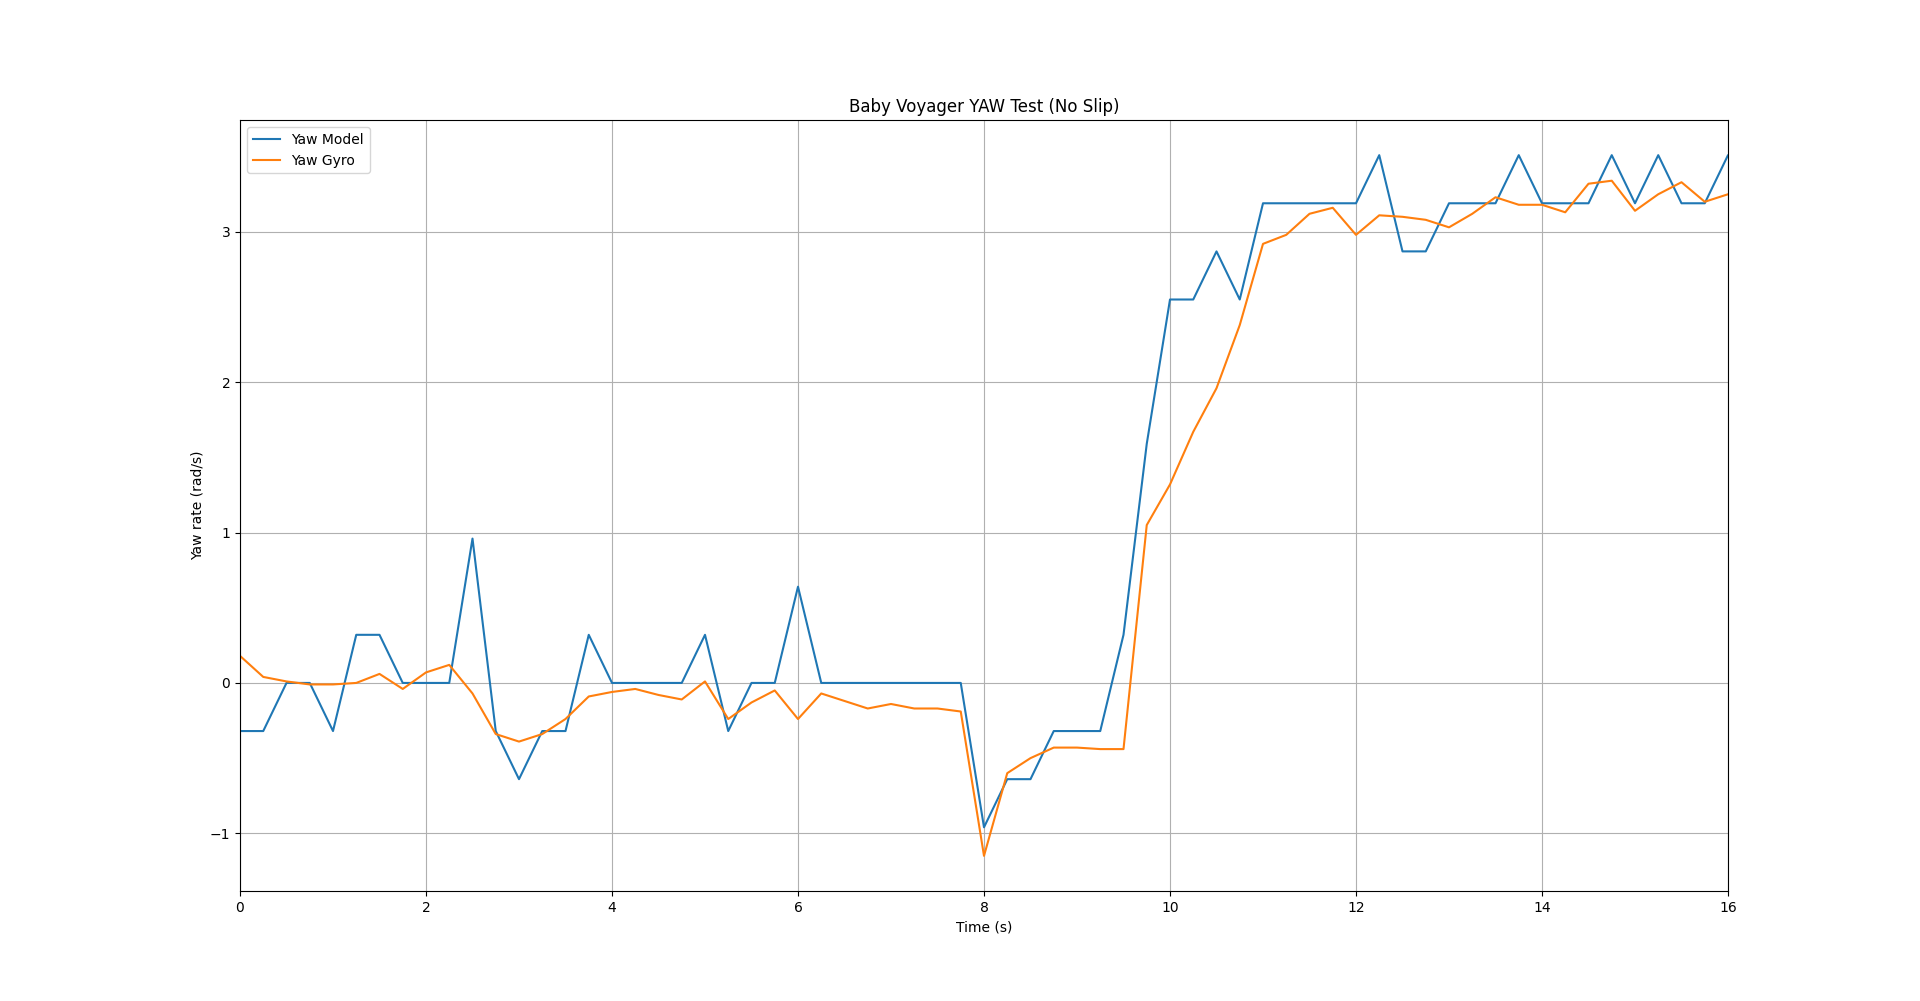 Baby Voyager YAW Test (No Slip)
Yaw Model
Yaw Gyro
3
2
1
0
−1
Yaw rate (rad/s)
0 2 4 6 8 10 12 14 16
Time (s)